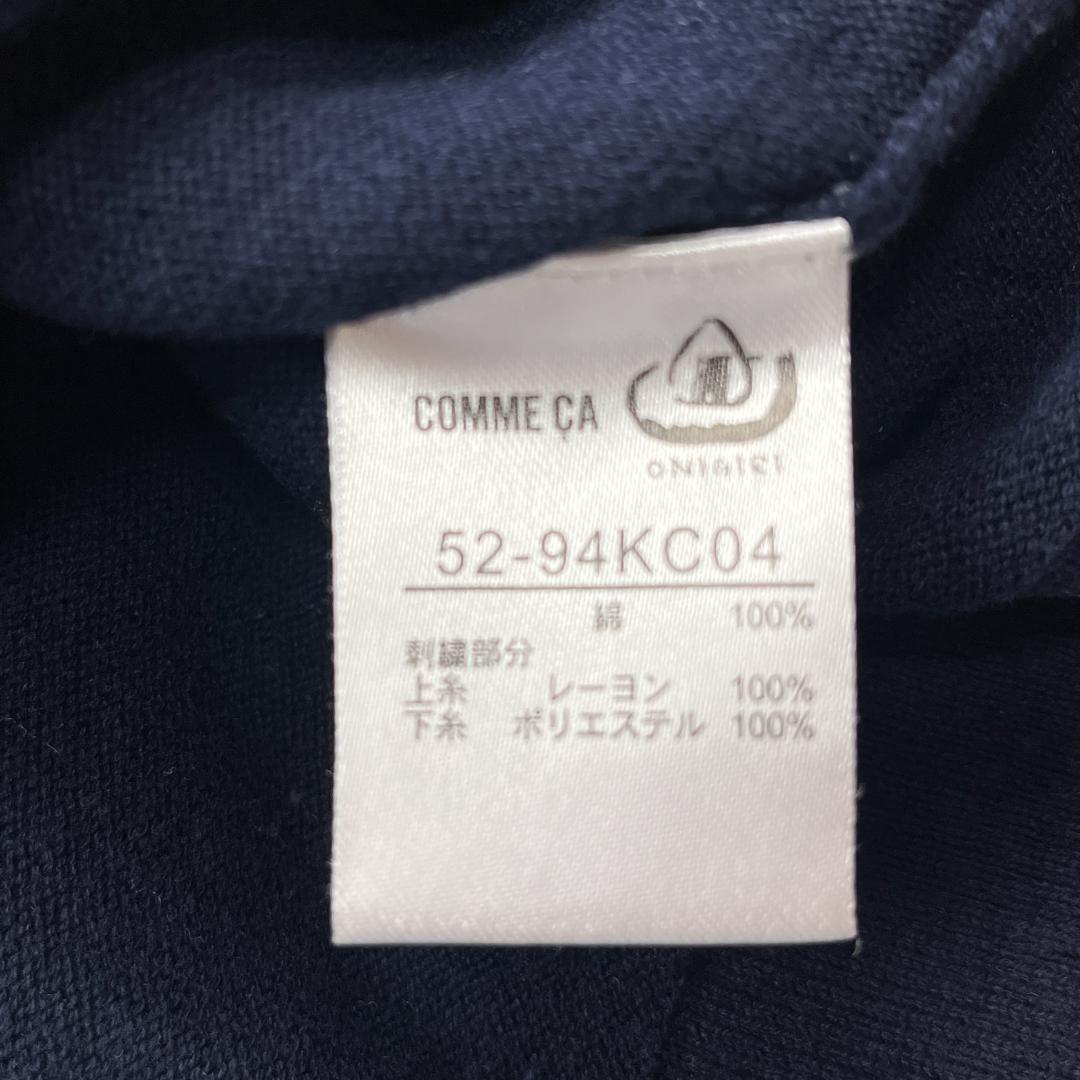 COMME ÇA
52-94KC04
綿 100%
刺繍部分
上糸 レーヨン 100%
下糸 ポリエステル 100%